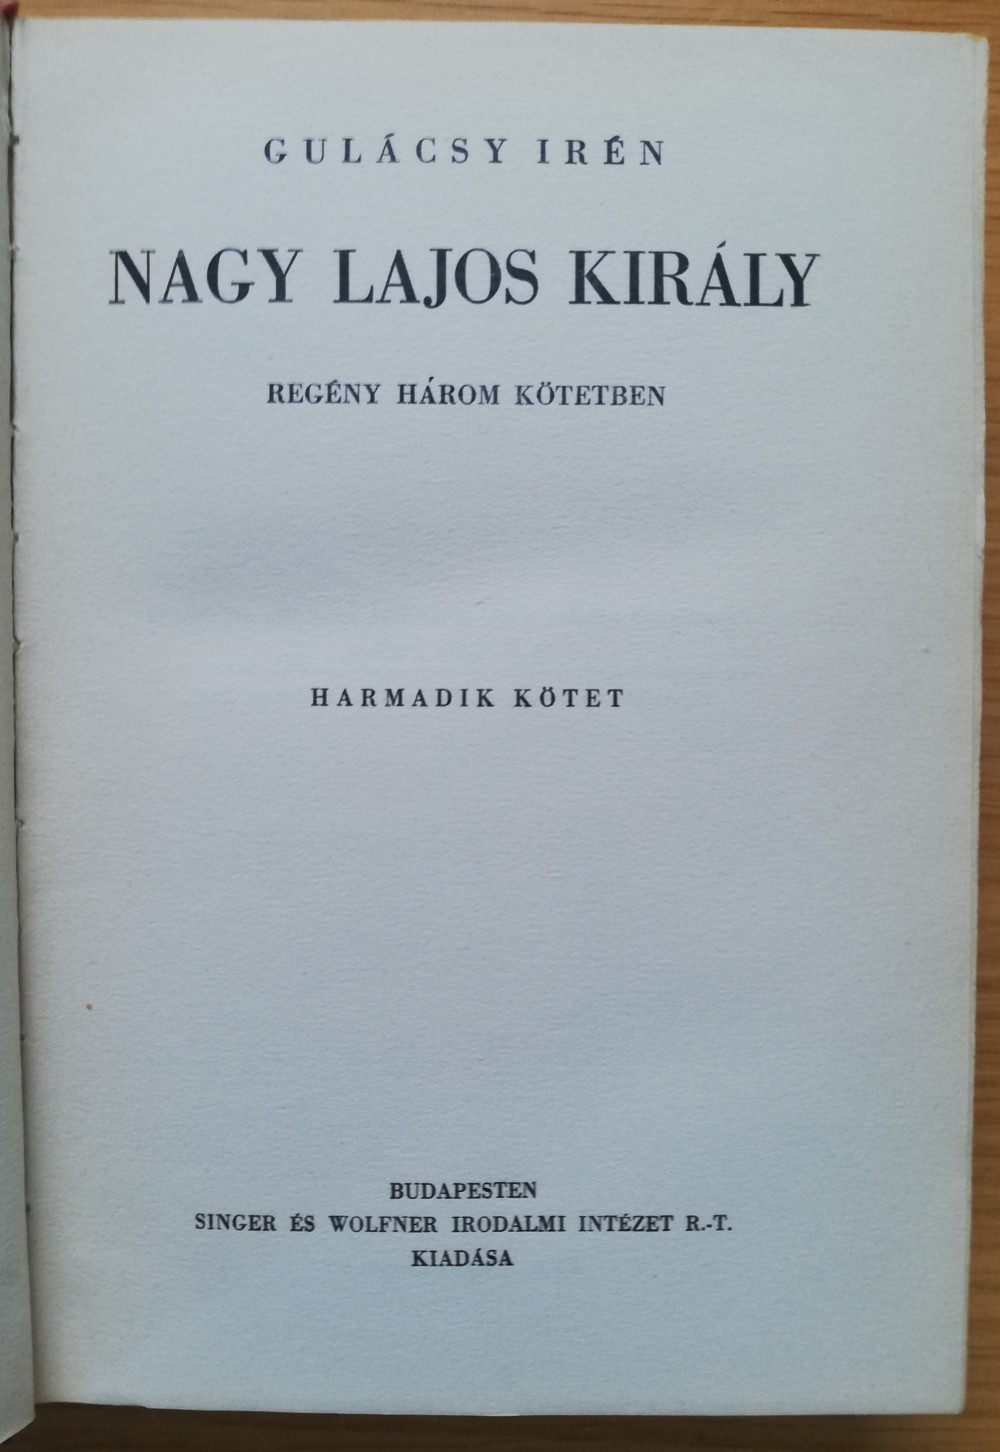 GULÁCSY IRÉN
NAGY LAJOS KIRÁLY
REGÉNY HÁROM KÖTETBEN
HARMADIK KÖTET
BUDAPESTEN
SINGER ÉS WOLFNER IRODALMI INTÉZET R.-T.
KIADÁSA